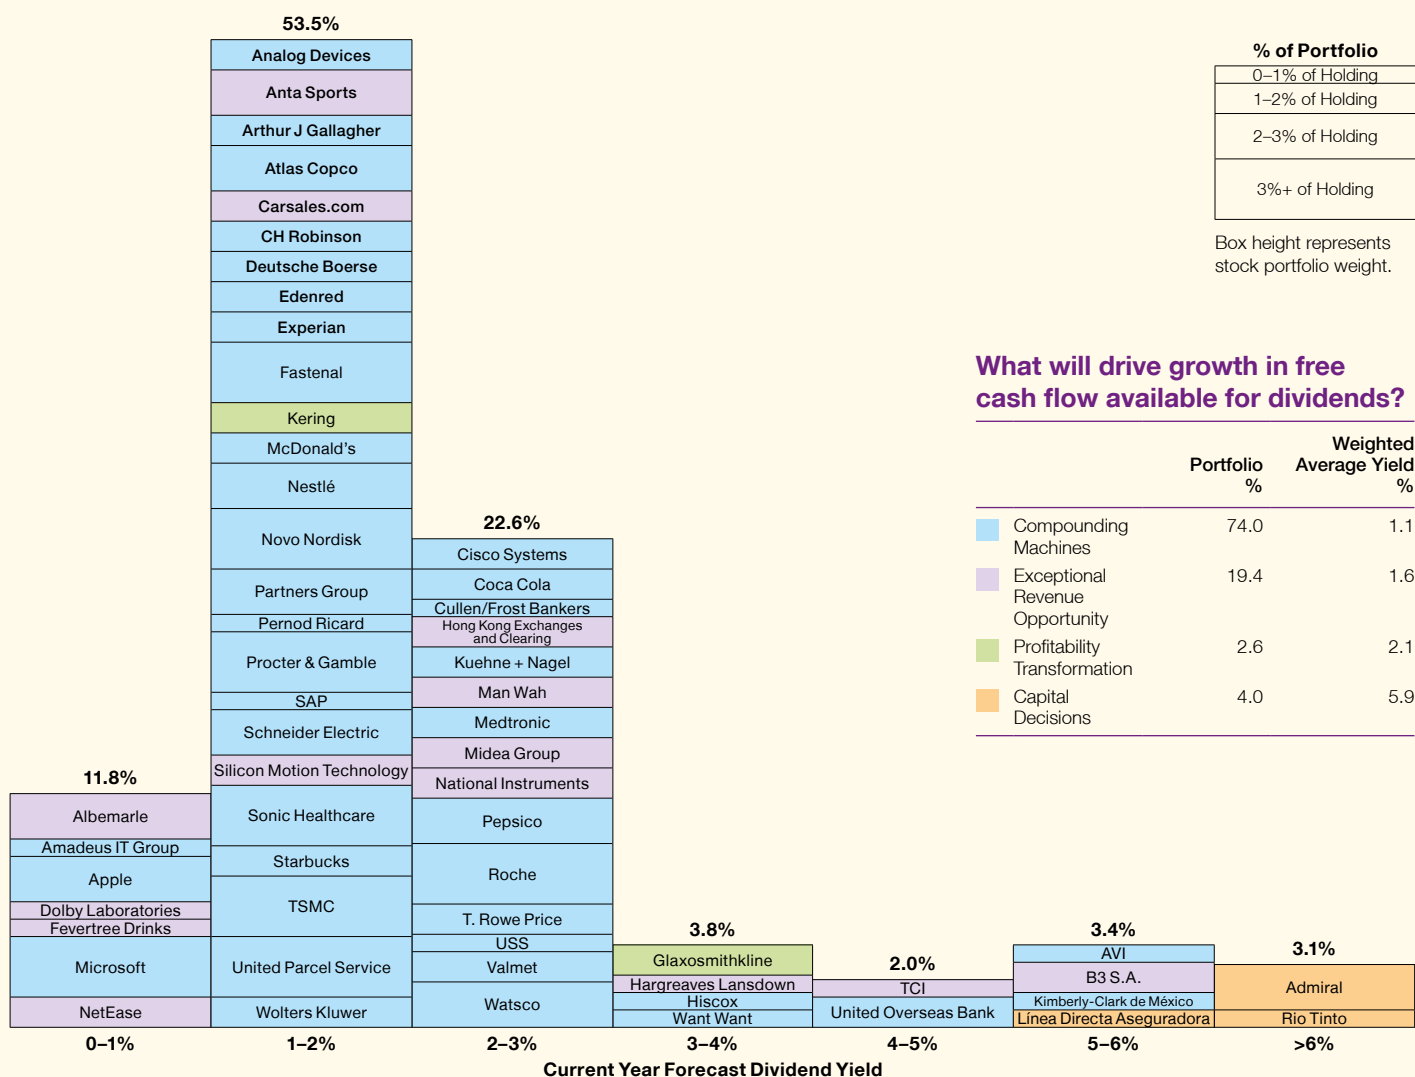 53.5%
Analog Devices
Anta Sports
Arthur J Gallagher
Atlas Copco
Carsales.com
CH Robinson
Deutsche Boerse
Edenred
Experian
Fastenal
Kering
McDonald's
Nestlé
Novo Nordisk
Partners Group
Pernod Ricard
Procter & Gamble
SAP
Schneider Electric
Silicon Motion Technology
Sonic Healthcare
Starbucks
TSMC
United Parcel Service
Wolters Kluwer
1–2%
11.8%
Albemarle
Amadeus IT Group
Apple
Dolby Laboratories
Fevertree Drinks
Microsoft
NetEase
0–1%
22.6%
Cisco Systems
Coca Cola
Cullen/Frost Bankers
Hong Kong Exchanges
and Clearing
Kuehne + Nagel
Man Wah
Medtronic
Midea Group
National Instruments
Pepsico
Roche
T. Rowe Price
USS
Valmet
Watsco
2–3%
3.8%
Glaxosmithkline
Hargreaves Lansdown
Hiscox
Want Want
3–4%
2.0%
TCI
United Overseas Bank
4–5%
3.4%
AVI
B3 S.A.
Kimberly-Clark de México
Línea Directa Aseguradora
5–6%
3.1%
Admiral
Rio Tinto
>6%
Current Year Forecast Dividend Yield
% of Portfolio
0–1% of Holding
1–2% of Holding
2–3% of Holding
3%+ of Holding
Box height represents
stock portfolio weight.
What will drive growth in free
cash flow available for dividends?
Portfolio
%
Weighted
Average Yield
%
Compounding
Machines
74.0
1.1
Exceptional
Revenue
Opportunity
19.4
1.6
Profitability
Transformation
2.6
2.1
Capital
Decisions
4.0
5.9